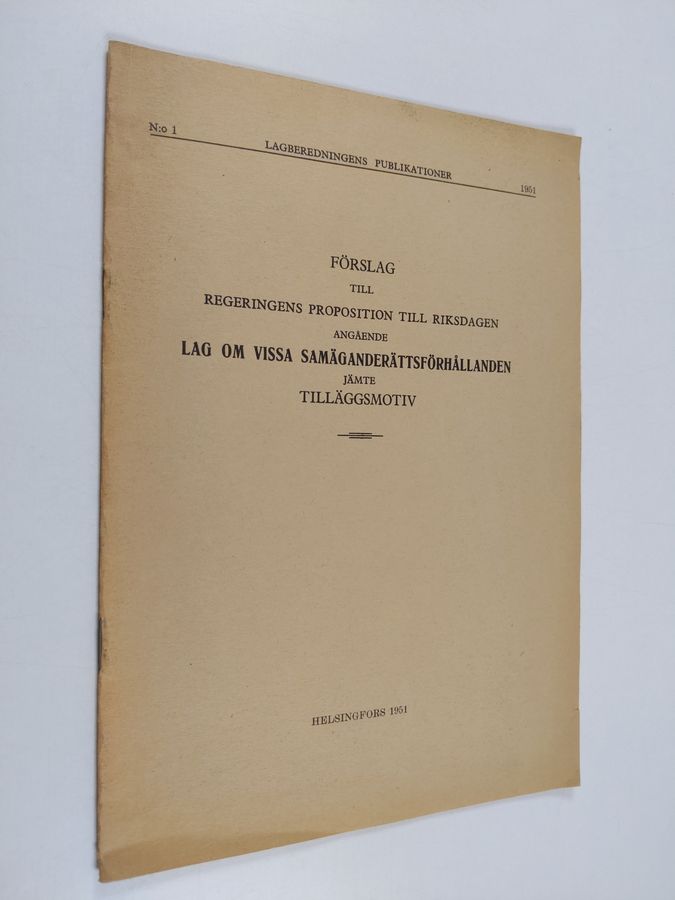 N:o 1 LAGBEREDNINGENS PUBLIKATIONER 1951
FÖRSLAG
TILL
REGERINGENS PROPOSITION TILL RIKSDAGEN
ANGÅENDE
LAG OM VISSA SAMÄGANDERÄTTSFÖRHÅLLANDEN
JÄMTE
TILLÄGGSMOTIV
HELSINGFORS 1951